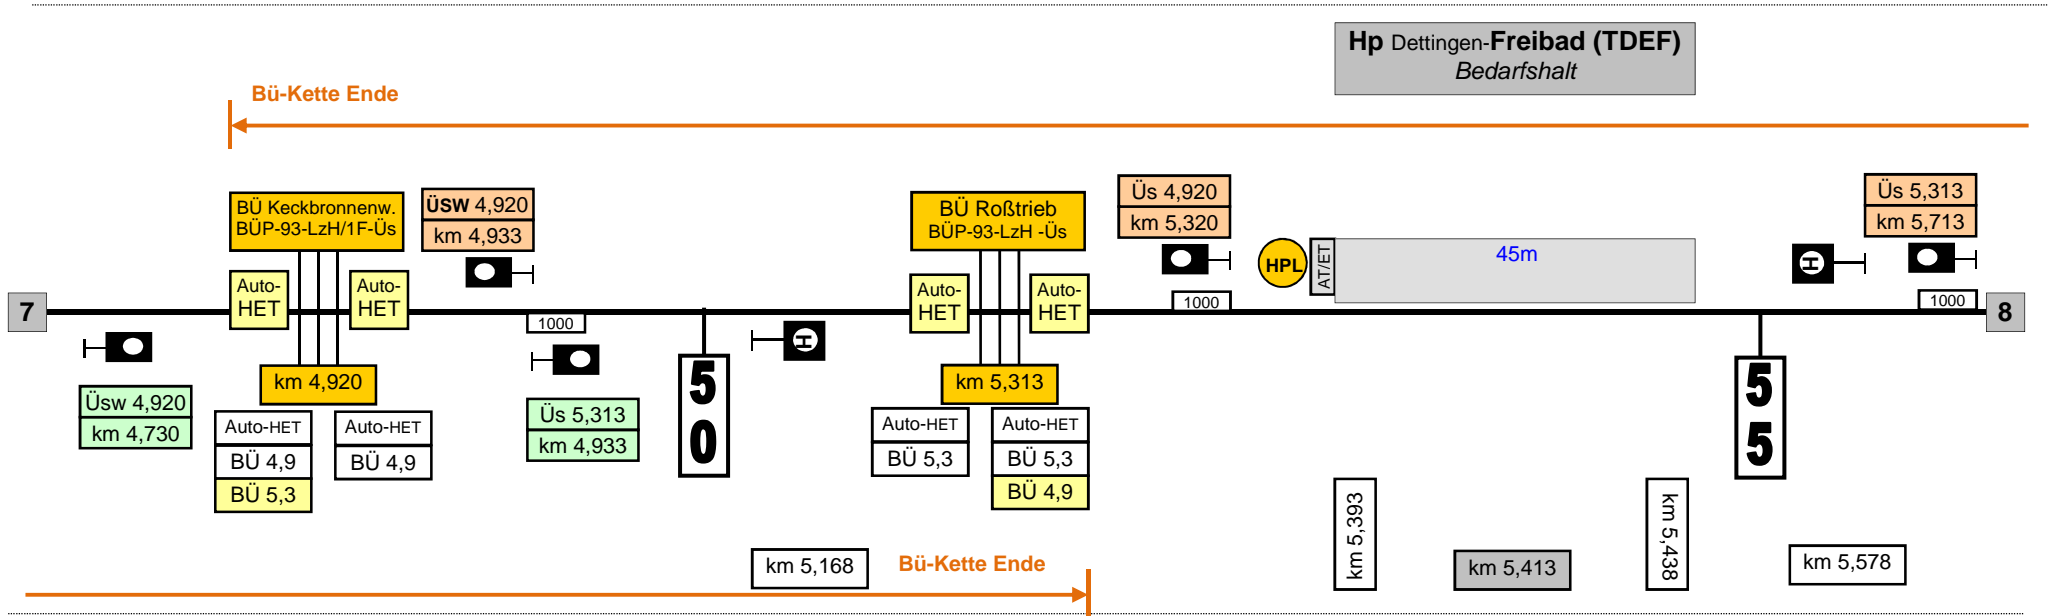 Hp Dettingen-Freibad (TDEF)
Bedarfshalt
Bü-Kette Ende
BÜ Keckbronnenw.
BÜP-93-LzH/1F-Üs
ÜSW 4,920
km 4,933
BÜ Roßtrieb
BÜP-93-LzH -Üs
Üs 4,920
km 5,320
Üs 5,313
km 5,713
HPL
AT/ET
45m
H
Auto-
HET
Auto-
HET
Auto-
HET
Auto-
HET
7
1000
1000
1000
8
H
Üsw 4,920
km 4,730
km 4,920
Üs 5,313
km 4,933
5
0
km 5,313
5
5
Auto-HET
BÜ 4,9
BÜ 5,3
Auto-HET
BÜ 4,9
Auto-HET
BÜ 5,3
Auto-HET
BÜ 5,3
BÜ 4,9
km 5,393
km 5,438
km 5,168
Bü-Kette Ende
km 5,413
km 5,578